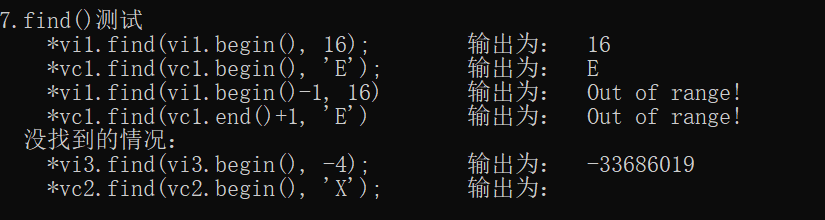 7.find()测试
*vi1.find(vi1.begin(), 16); 输出为: 16
*vc1.find(vc1.begin(), 'E'); 输出为: E
*vi1.find(vi1.begin()-1, 16) 输出为: Out of range!
*vc1.find(vc1.end()+1, 'E') 输出为: Out of range!
没找到的情况:
*vi3.find(vi3.begin(), -4); 输出为: -33686019
*vc2.find(vc2.begin(), 'X'); 输出为: